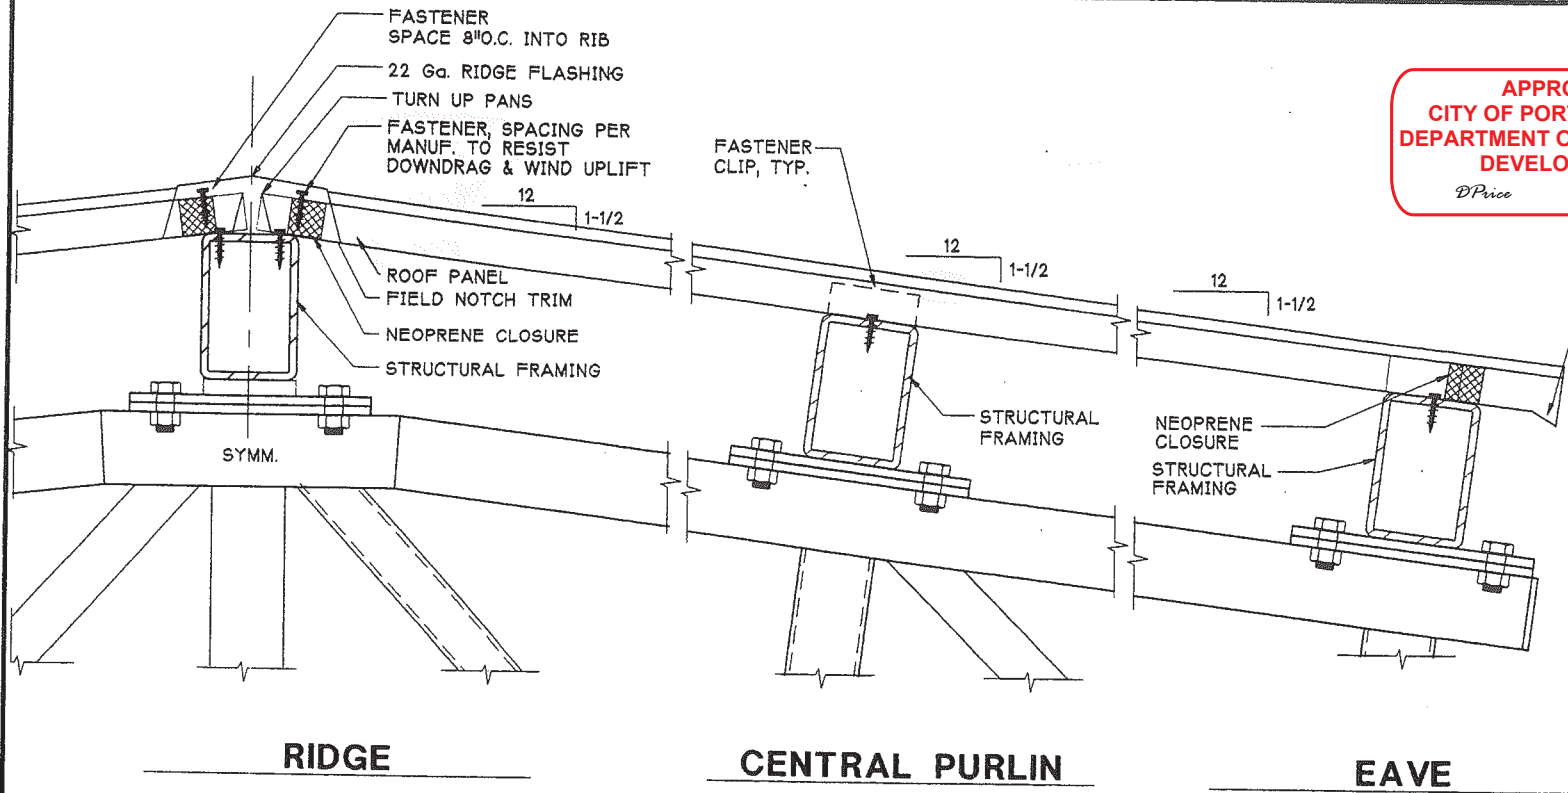 FASTENER
SPACE 8"O.C. INTO RIB
22 Ga. RIDGE FLASHING
TURN UP PANS
FASTENER, SPACING PER
MANUF. TO RESIST
DOWNDRAG & WIND UPLIFT
12
1-1/2
ROOF PANEL
FIELD NOTCH TRIM
NEOPRENE CLOSURE
STRUCTURAL FRAMING
SYMM.
RIDGE
FASTENER
CLIP, TYP.
12
1-1/2
STRUCTURAL
FRAMING
CENTRAL PURLIN
12
1-1/2
NEOPRENE
CLOSURE
STRUCTURAL
FRAMING
EAVE
APPRO
CITY OF PORT
DEPARTMENT O
DEVELO
DPrice